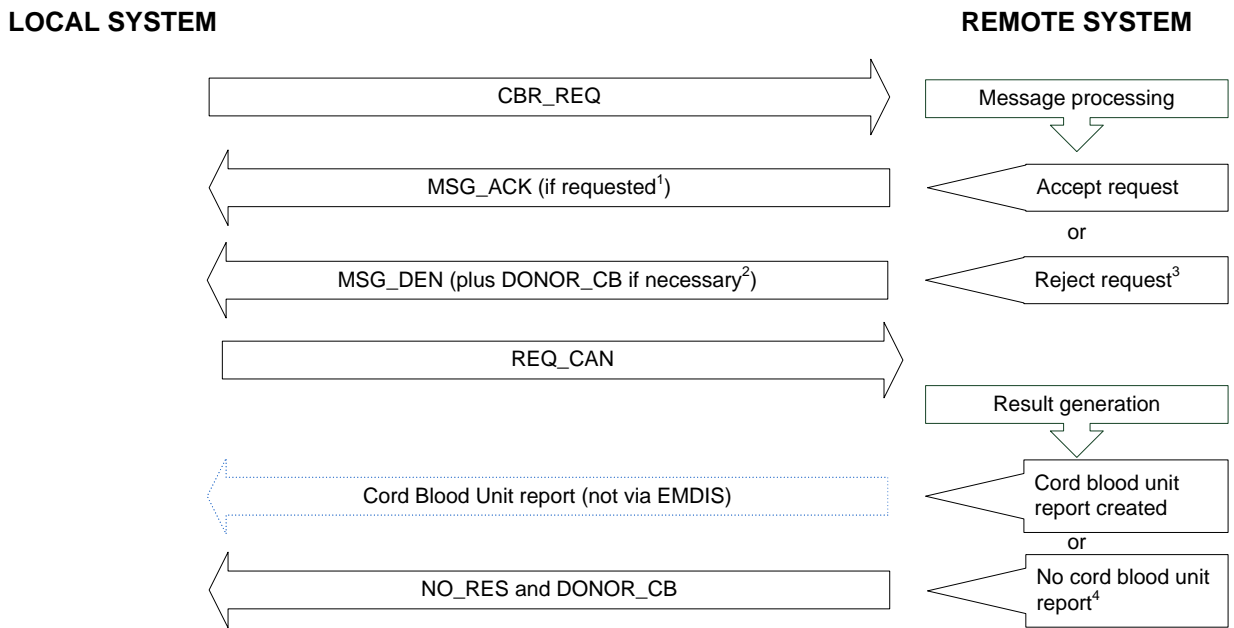 LOCAL SYSTEM
REMOTE SYSTEM
CBR_REQ
Message processing
MSG_ACK (if requested¹)
Accept request
or
MSG_DEN (plus DONOR_CB if necessary²)
Reject request³
REQ_CAN
Result generation
Cord Blood Unit report (not via EMDIS)
Cord blood unit
report created
or
NO_RES and DONOR_CB
No cord blood unit
report⁴